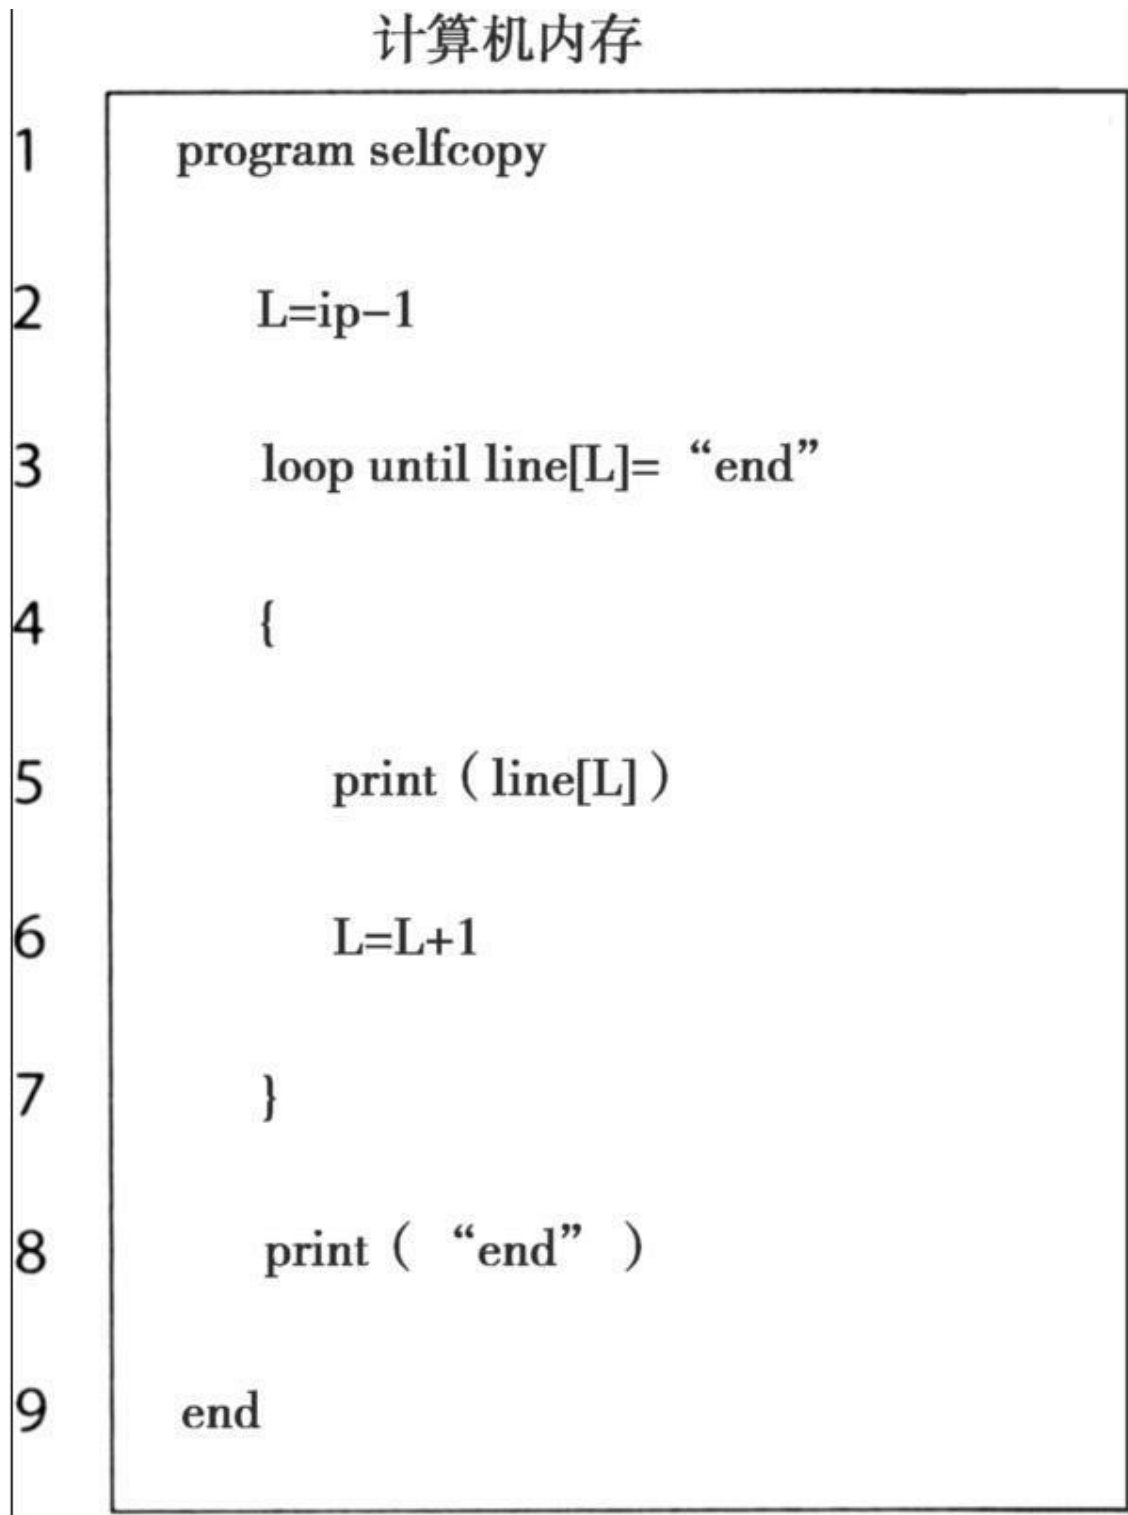 计算机内存
1 program selfcopy
2 L=ip-1
3 loop until line[L]= “end”
4 {
5 print（line[L]）
6 L=L+1
7 }
8 print（ “end” ）
9 end